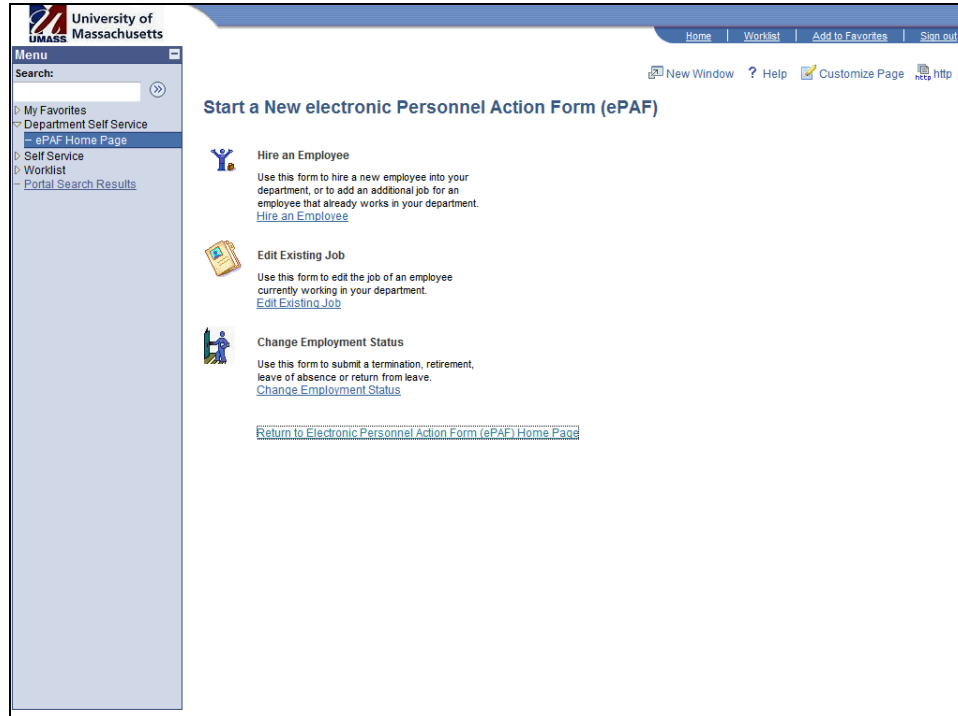 University of
Massachusetts
UMASS
Home | Worklist | Add to Favorites | Sign out
Menu
Search:
New Window ? Help Customize Page http
My Favorites
Department Self Service
– ePAF Home Page
Self Service
Worklist
– Portal Search Results
Start a New electronic Personnel Action Form (ePAF)
Hire an Employee
Use this form to hire a new employee into your
department, or to add an additional job for an
employee that already works in your department.
Hire an Employee
Edit Existing Job
Use this form to edit the job of an employee
currently working in your department.
Edit Existing Job
Change Employment Status
Use this form to submit a termination, retirement,
leave of absence or return from leave.
Change Employment Status
Return to Electronic Personnel Action Form (ePAF) Home Page